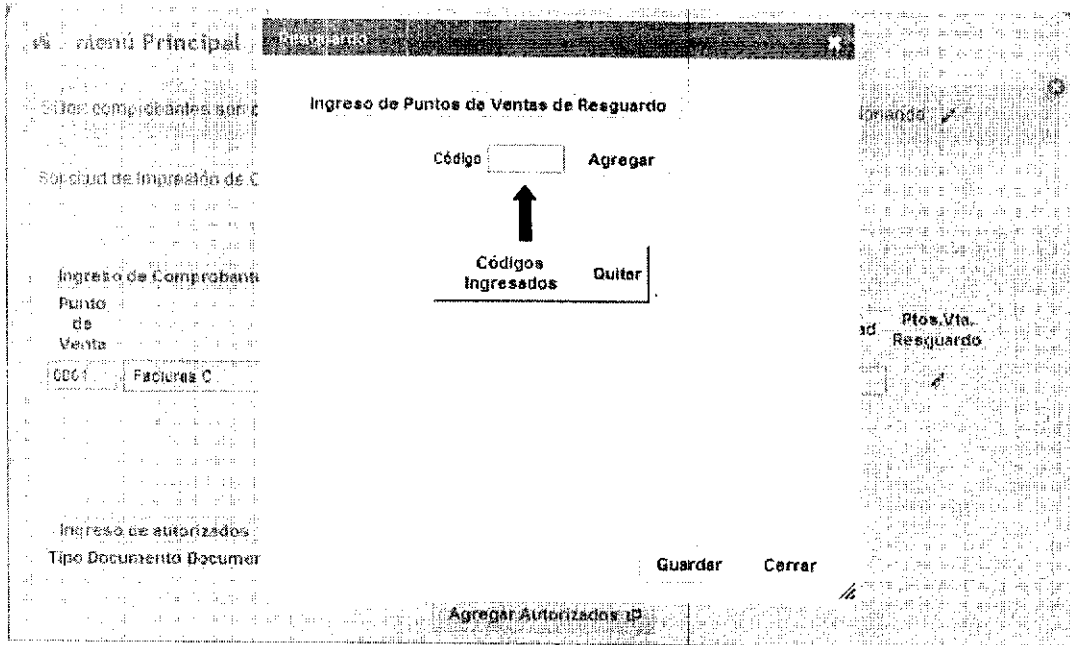 Menú Principal
Resguardo
Ingreso de Puntos de Ventas de Resguardo
comprobantes son
Código
Agregar
Solicitud de Impresión de C
Códigos
Ingresados
Quitar
Ingreso de Comprobant
Punto
de
Venta
Ptos.Vta.
Resguardo
0001
Facturas C
Ingreso de autorizados
Tipo Documento Documen
Guardar
Cerrar
Agregar Autorizados